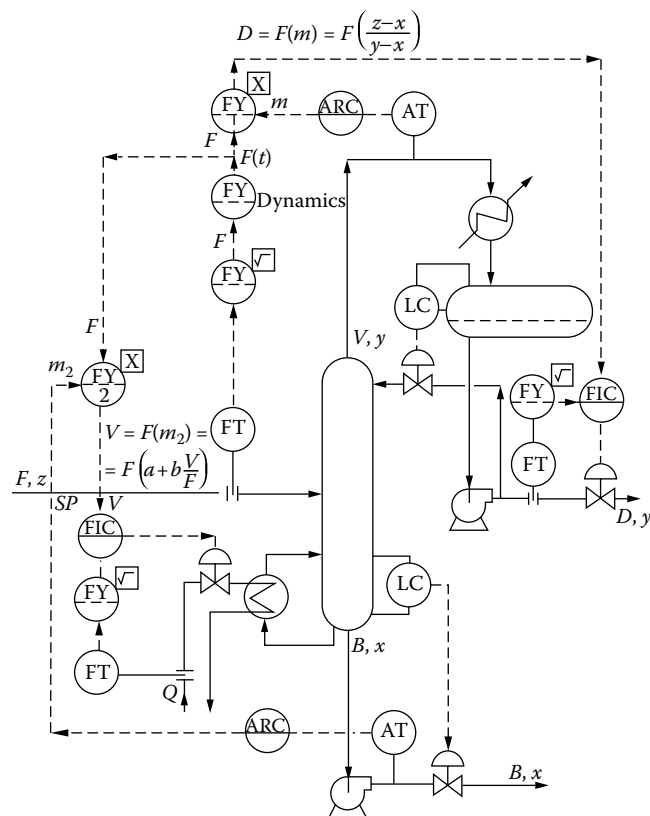 D = F(m) = F(z−x/y−x)
X
FY
m
ARC
AT
F
F(t)
FY
Dynamics
F
FY
√
LC
F
V, y
m2
X
FY
2
FY
√
FIC
FT
V = F(m2) =
= F(a+b V/F)
FT
F, z
SP
V
D, y
FIC
FY
√
LC
FT
B, x
Q
ARC
AT
B, x